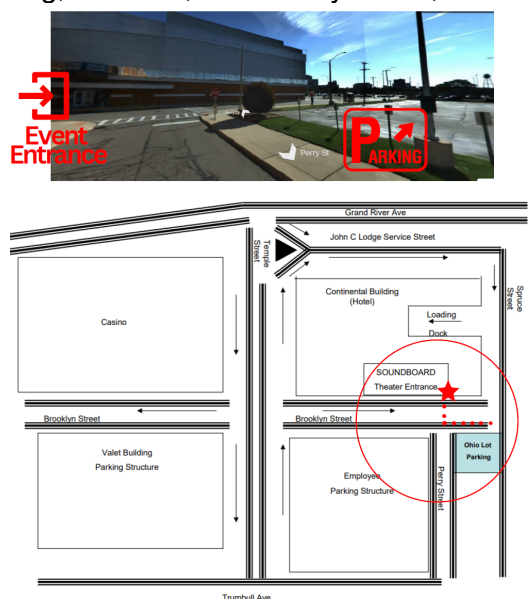 Event
Entrance
Perry St
PARKING
Grand River Ave
John C Lodge Service Street
Temple
Street
Spruce
Street
Continental Building
(Hotel)
Loading
Dock
Casino
SOUNDBOARD
Theater Entrance
Brooklyn Street
Brooklyn Street
Ohio Lot
Parking
Valet Building
Parking Structure
Employee
Parking Structure
Perry Street
Trumbull Ave